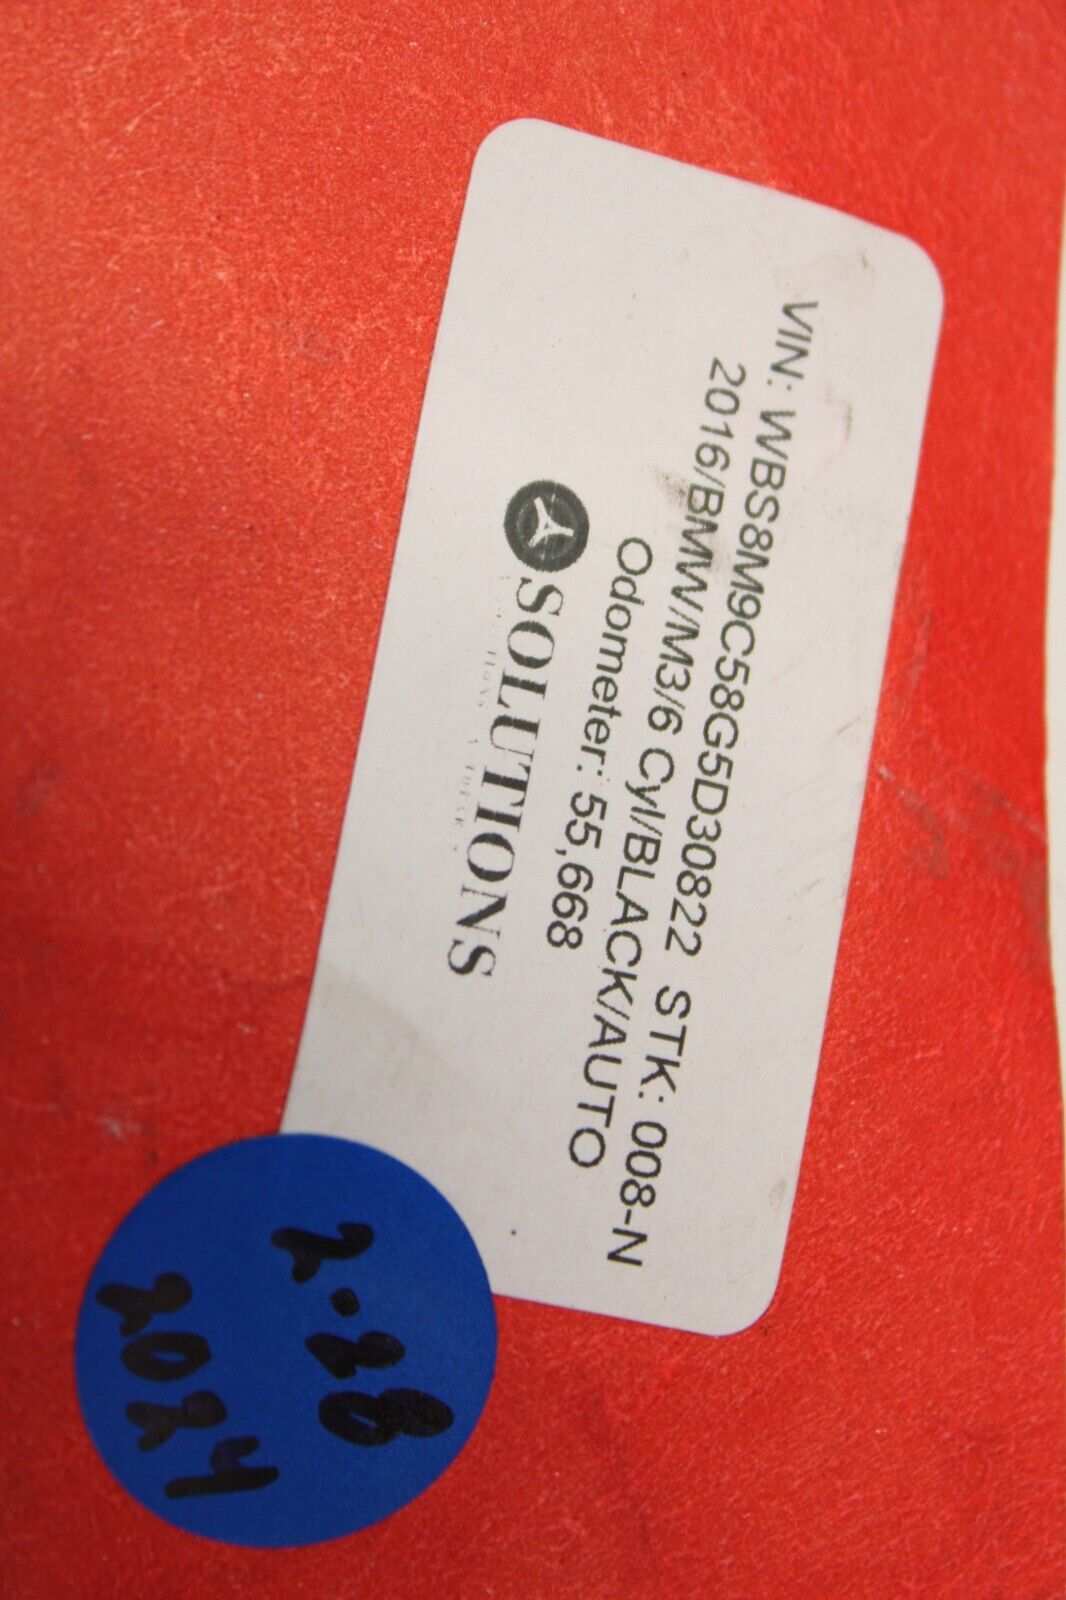 VIN: WBS8M9C58G5D30822 STK: 008-N
2016/BMW/M3/6 Cyl/BLACK/AUTO
Odometer: 55,668
SOLUTIONS
2-28
2024